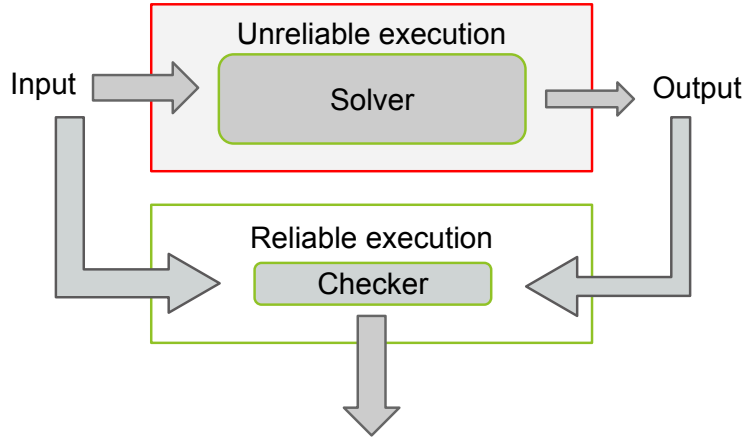 Unreliable execution
Input
Solver
Output
Reliable execution
Checker